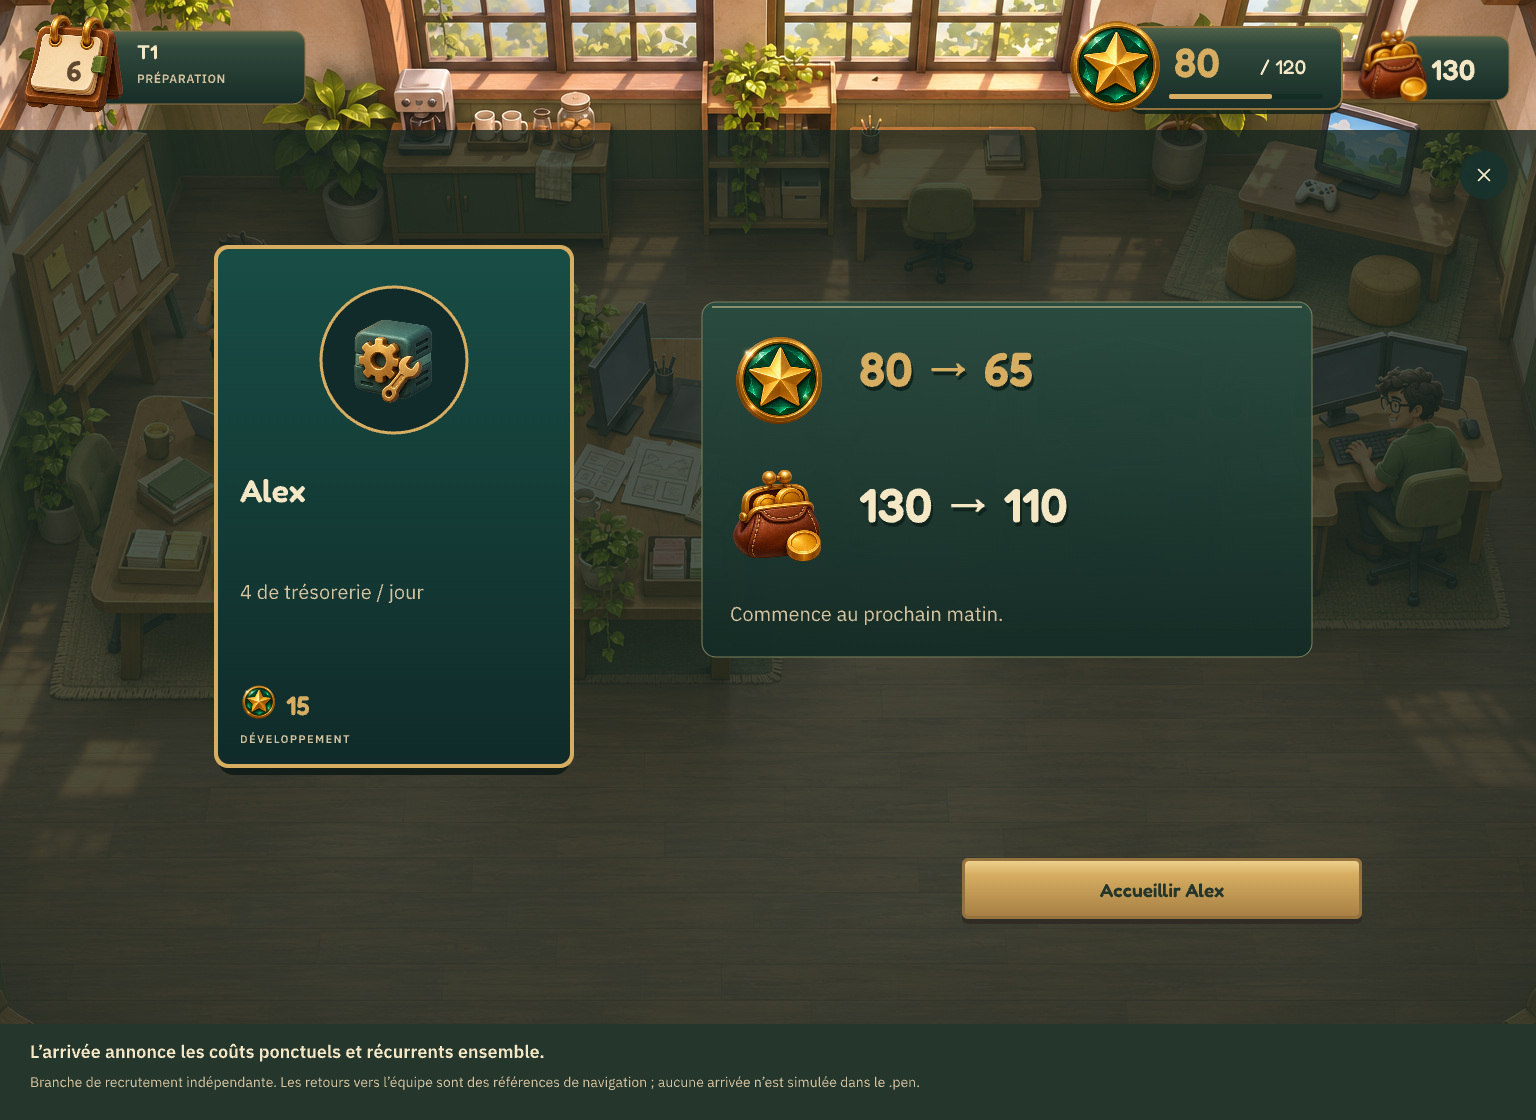 6
T1
PRÉPARATION
80 / 120
130
Alex
4 de trésorerie / jour
15
DÉVELOPPEMENT
80 → 65
130 → 110
Commence au prochain matin.
Accueillir Alex
L’arrivée annonce les coûts ponctuels et récurrents ensemble.
Branche de recrutement indépendante. Les retours vers l’équipe sont des références de navigation ; aucune arrivée n’est simulée dans le .pen.